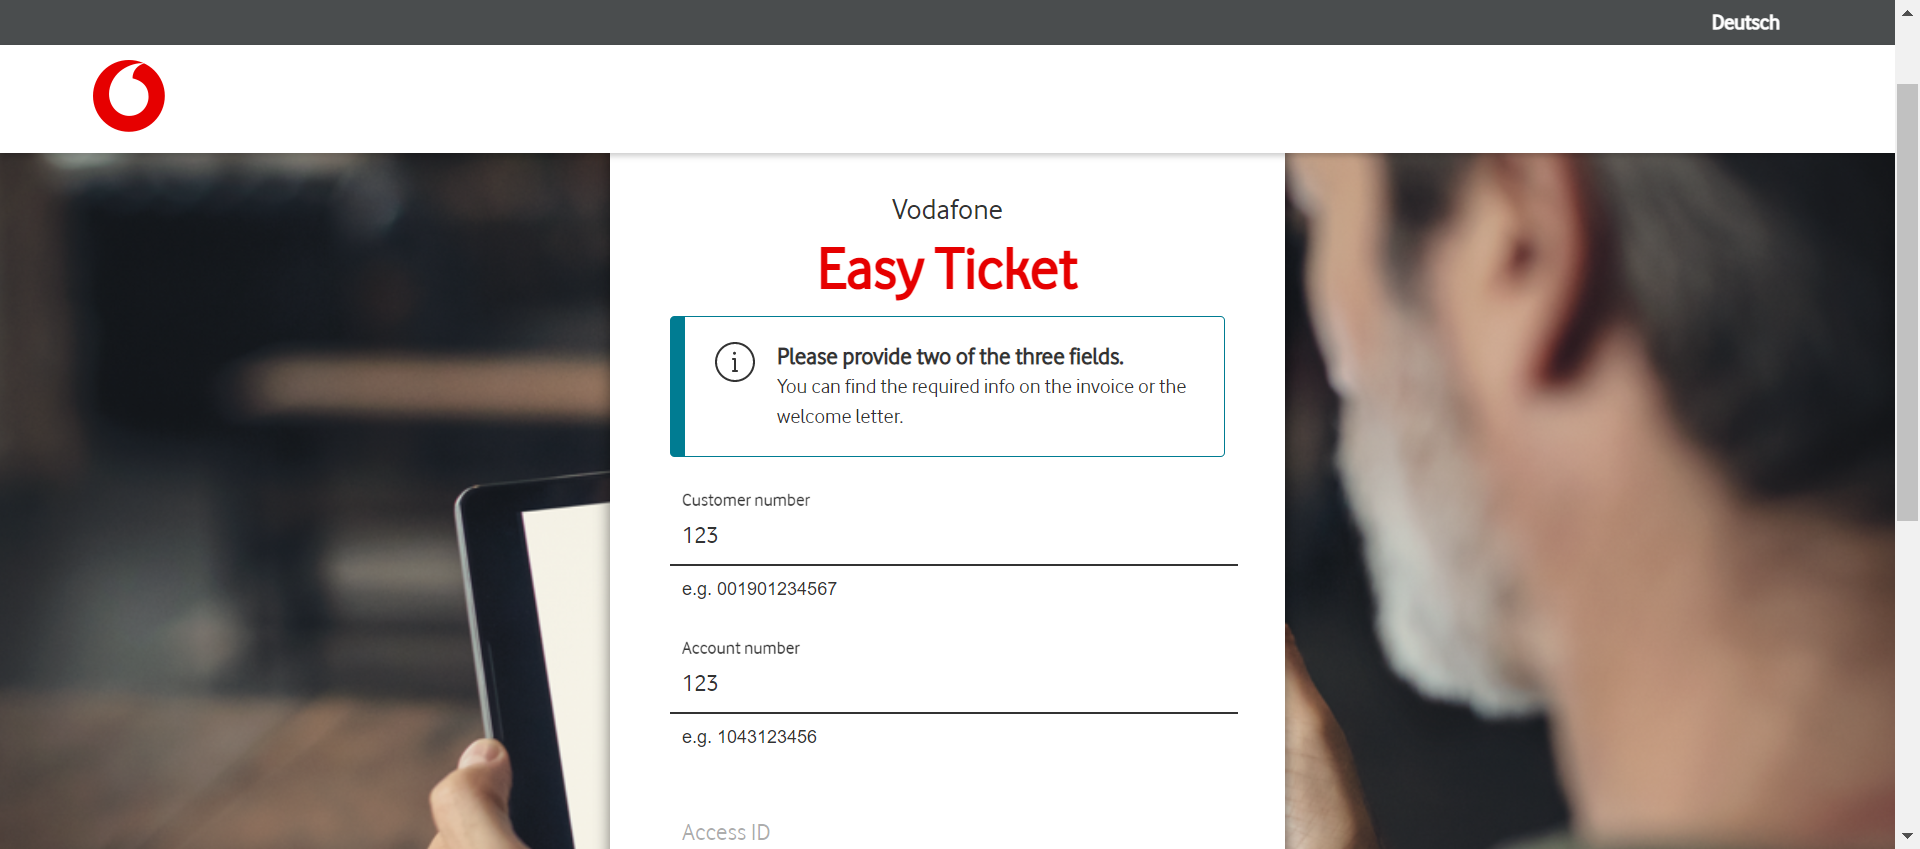 Deutsch
Vodafone
Easy Ticket
Please provide two of the three fields.
You can find the required info on the invoice or the
welcome letter.
Customer number
123
e.g. 001901234567
Account number
123
e.g. 1043123456
Access ID